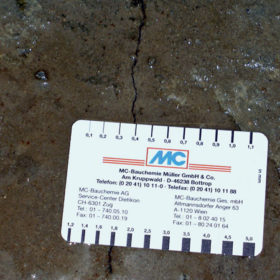 0,1 0,2 0,3 0,4 0,5 0,6 0,7 0,8 0,9 1,0 1,1
in mm
MC
MC-Bauchemie Müller GmbH & Co.
Am Kruppwald · D-46238 Bottrop
Telefon: (0 20 41) 10 11-0 · Telefax: (0 20 41) 10 11 88
MC-Bauchemie AG
Service-Center Dietikon
CH-6301 Zug
Tel.: 01 - 740.05.10
Fax.: 01 - 740.00.19
MC-Bauchemie Ges. mbH
Altmannsdorfer Anger 63
A-1120 Wien
Tel.: 01 - 8 02 40 15
Fax.: 01 - 80 24 01 64
1,2 1,4 1,6 1,8 2,0 2,5 3,0 3,5 4,0 4,5 5,0